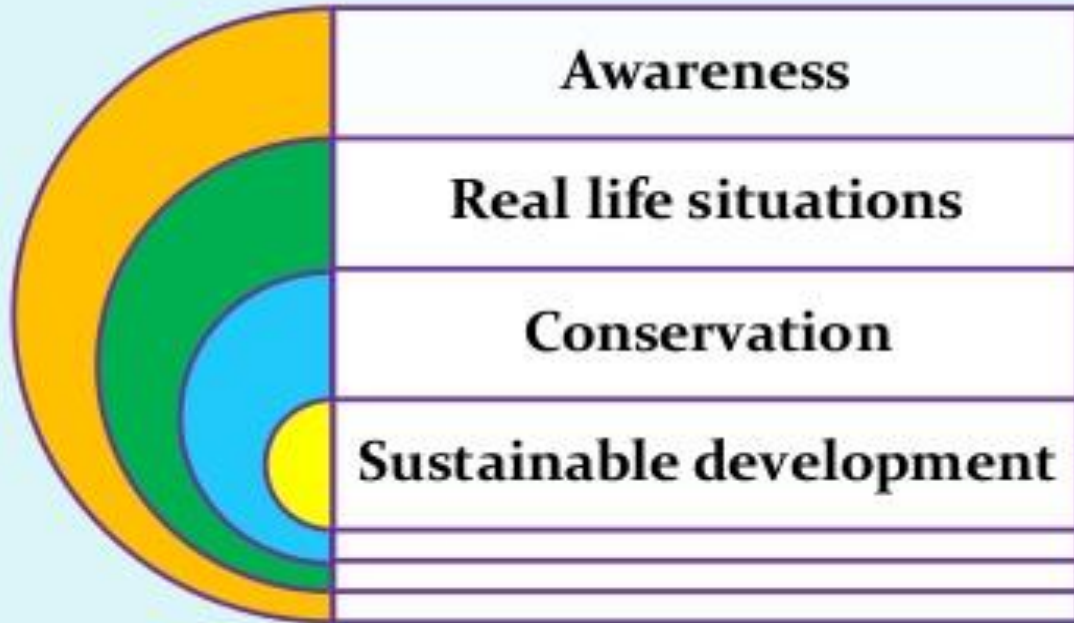 Awareness
Real life situations
Conservation
Sustainable development